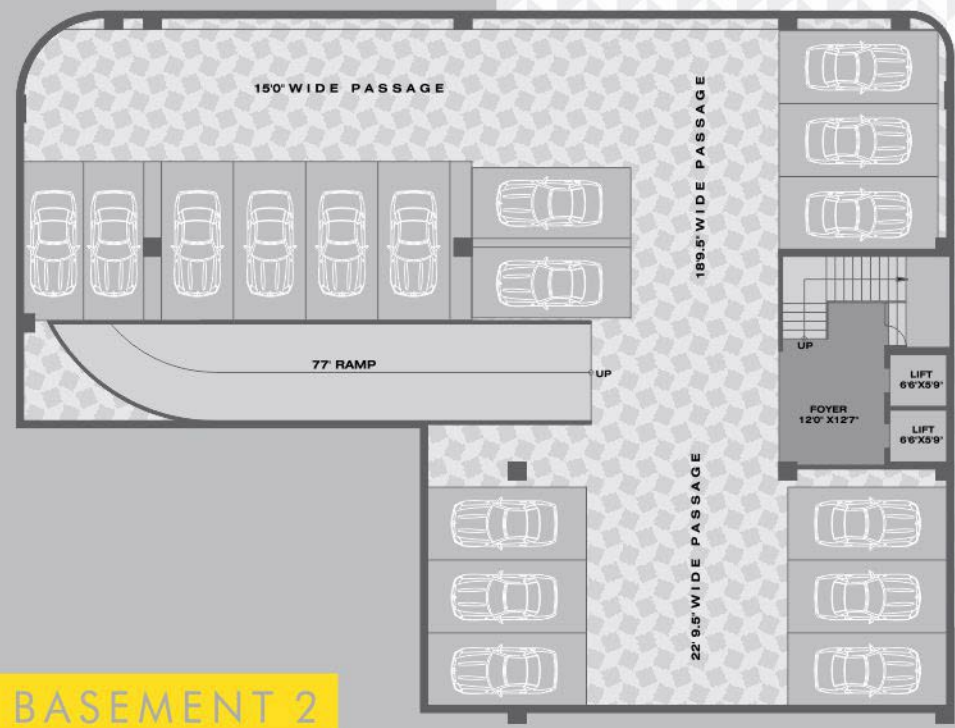 15'0" WIDE PASSAGE
18'9.5" WIDE PASSAGE
77' RAMP
UP
UP
FOYER
12'0" X12'7"
LIFT
6'6"X5'9"
LIFT
6'6"X5'9"
22' 9.5" WIDE PASSAGE
BASEMENT 2